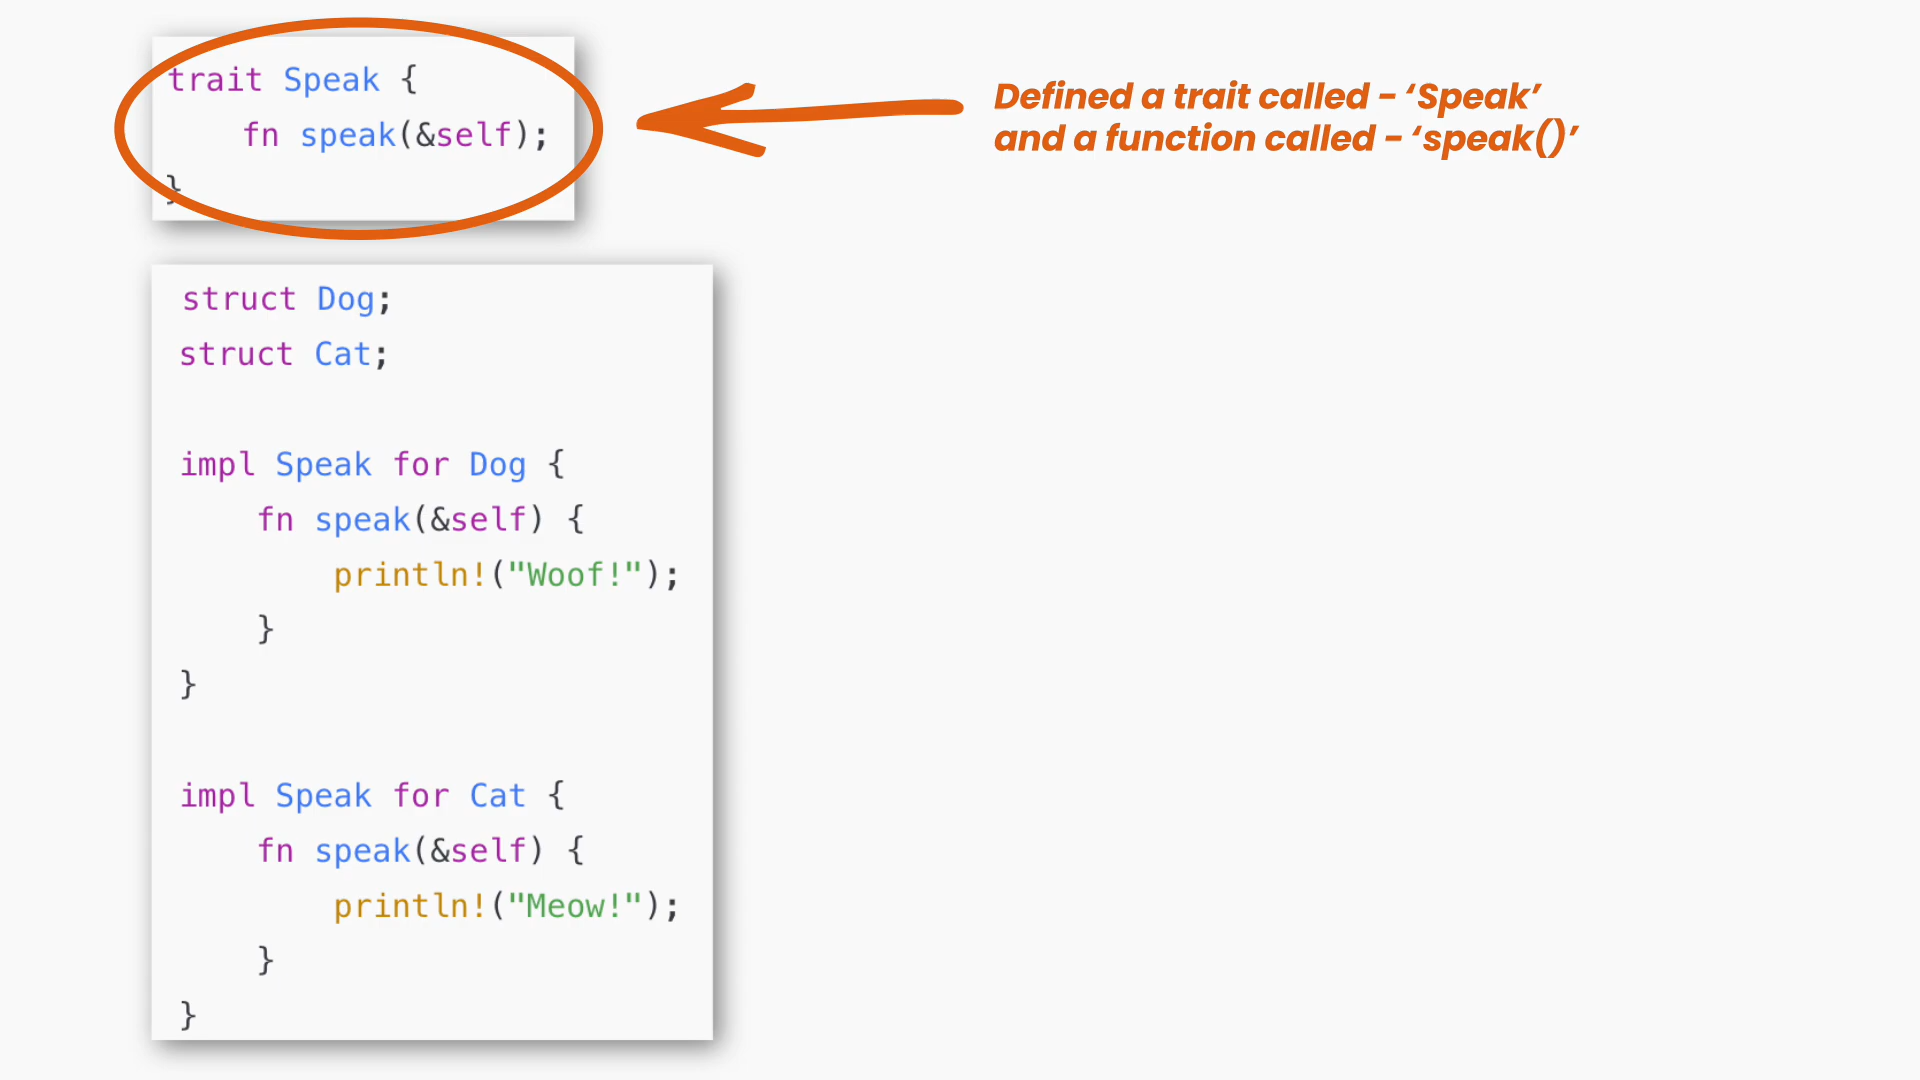 trait Speak {
    fn speak(&self);
}
Defined a trait called - ‘Speak’
and a function called - ‘speak()’
struct Dog;
struct Cat;
impl Speak for Dog {
    fn speak(&self) {
        println!("Woof!");
    }
}
impl Speak for Cat {
    fn speak(&self) {
        println!("Meow!");
    }
}